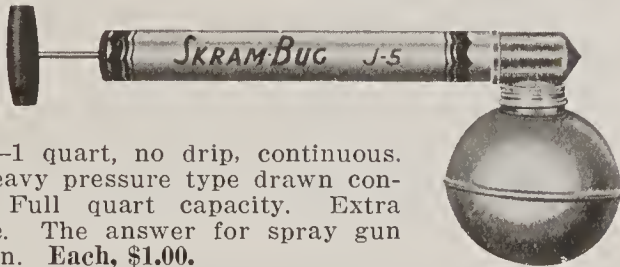 SKRAM-BUG J-5
—1 quart, no drip, continuous.
eavy pressure type drawn con-
Full quart capacity. Extra
e. The answer for spray gun
n. Each, $1.00.